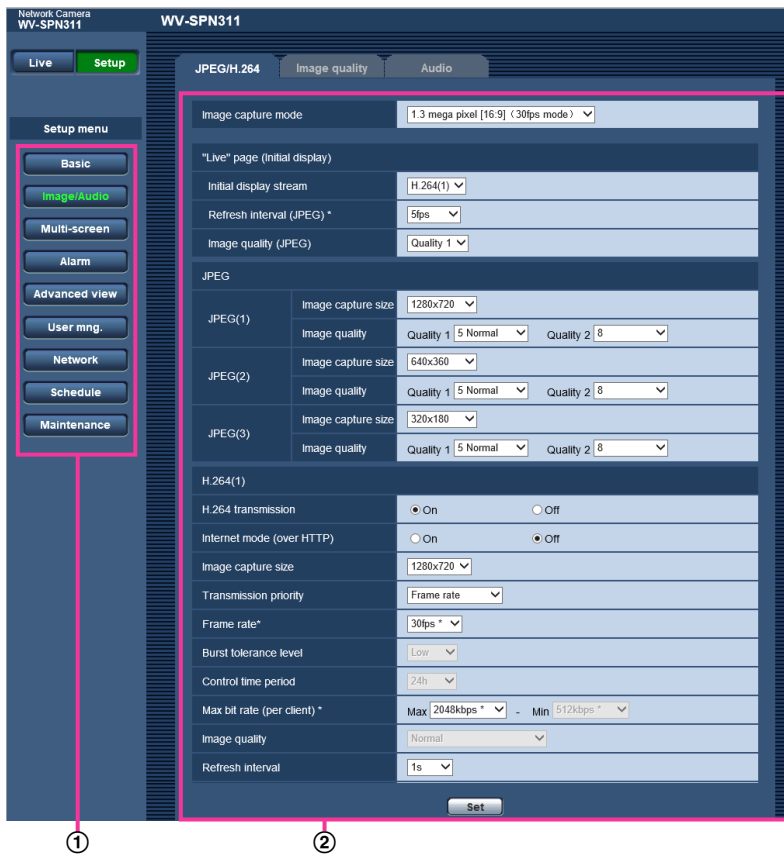 Network Camera
WV-SPN311
WV-SPN311
Live Setup
JPEG/H.264 Image quality Audio
Setup menu
Basic
Image/Audio
Multi-screen
Alarm
Advanced view
User mng.
Network
Schedule
Maintenance
Image capture mode 1.3 mega pixel [16:9] (30fps mode)
"Live" page (Initial display)
Initial display stream H.264(1)
Refresh interval (JPEG) * 5fps
Image quality (JPEG) Quality 1
JPEG
JPEG(1)
Image capture size 1280x720
Image quality Quality 1 5 Normal Quality 2 8
JPEG(2)
Image capture size 640x360
Image quality Quality 1 5 Normal Quality 2 8
JPEG(3)
Image capture size 320x180
Image quality Quality 1 5 Normal Quality 2 8
H.264(1)
H.264 transmission On Off
Internet mode (over HTTP) On Off
Image capture size 1280x720
Transmission priority Frame rate
Frame rate* 30fps *
Burst tolerance level Low
Control time period 24h
Max bit rate (per client) * Max 2048kbps * - Min 512kbps *
Image quality Normal
Refresh interval 1s
Set
① ②